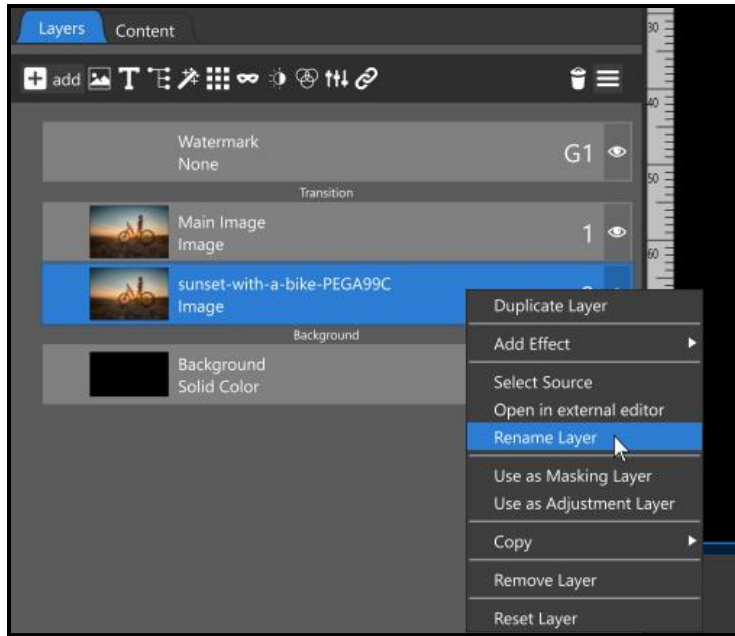 Layers Content
30
add T
40
Watermark
None
G1
50
Transition
Main Image
Image
1
60
sunset-with-a-bike-PEGA99C
Image
Background
Background
Solid Color
Duplicate Layer
Add Effect
Select Source
Open in external editor
Rename Layer
Use as Masking Layer
Use as Adjustment Layer
Copy
Remove Layer
Reset Layer